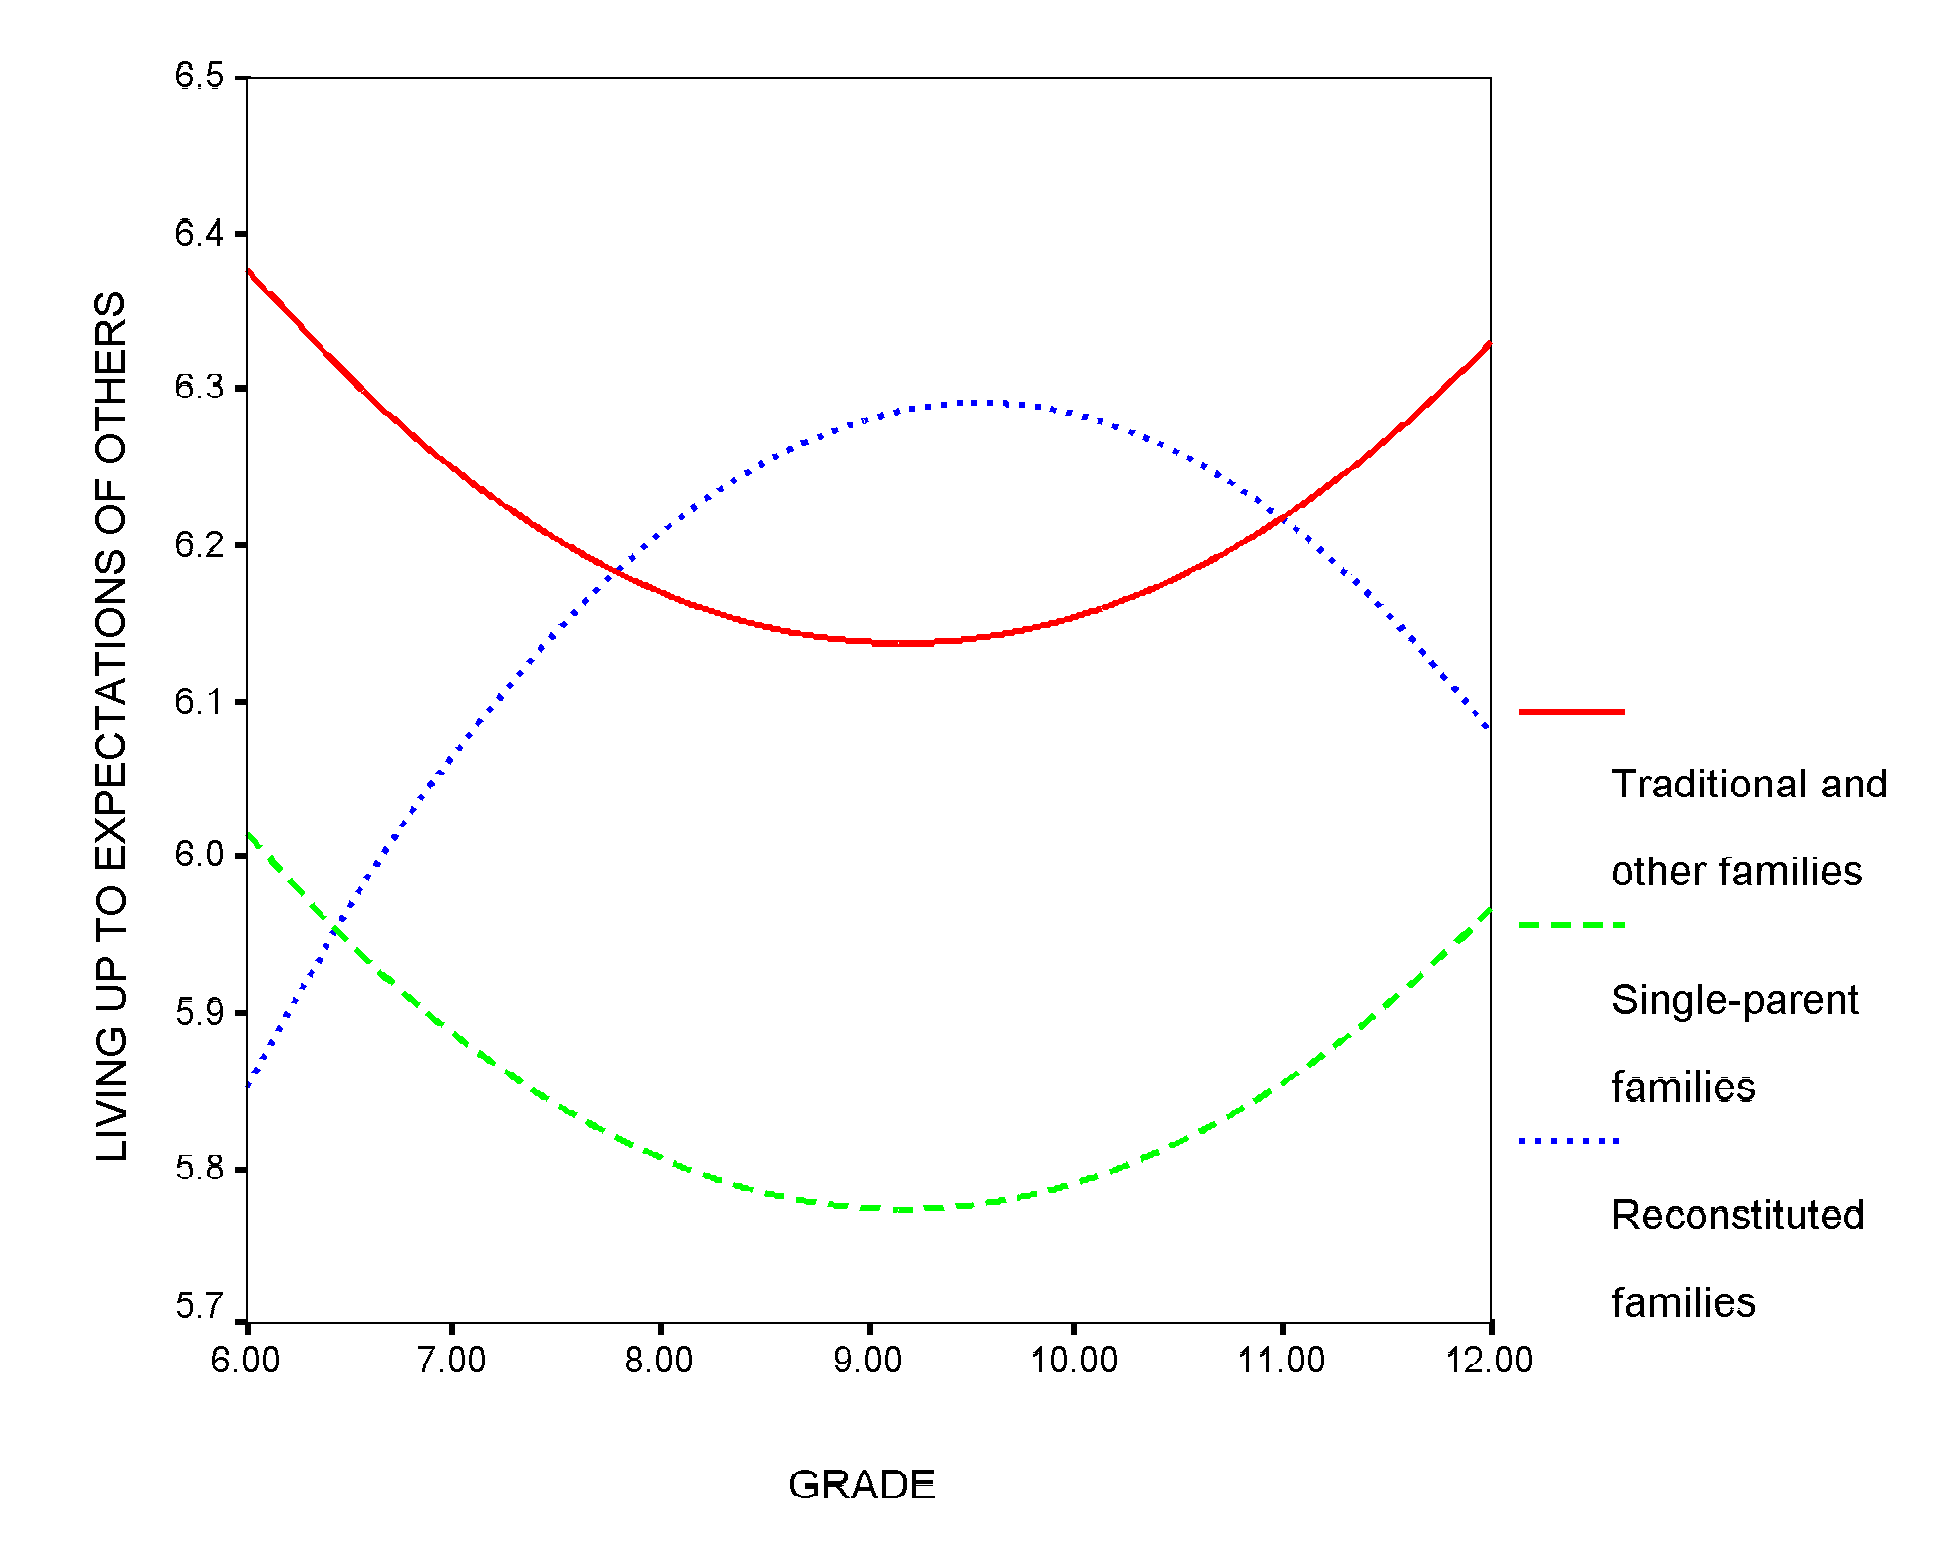 6.5
6.4
6.3
6.2
6.1
6.0
5.9
5.8
5.7
LIVING UP TO EXPECTATIONS OF OTHERS
6.00 7.00 8.00 9.00 10.00 11.00 12.00
GRADE
Traditional and
other families
Single-parent
families
Reconstituted
families